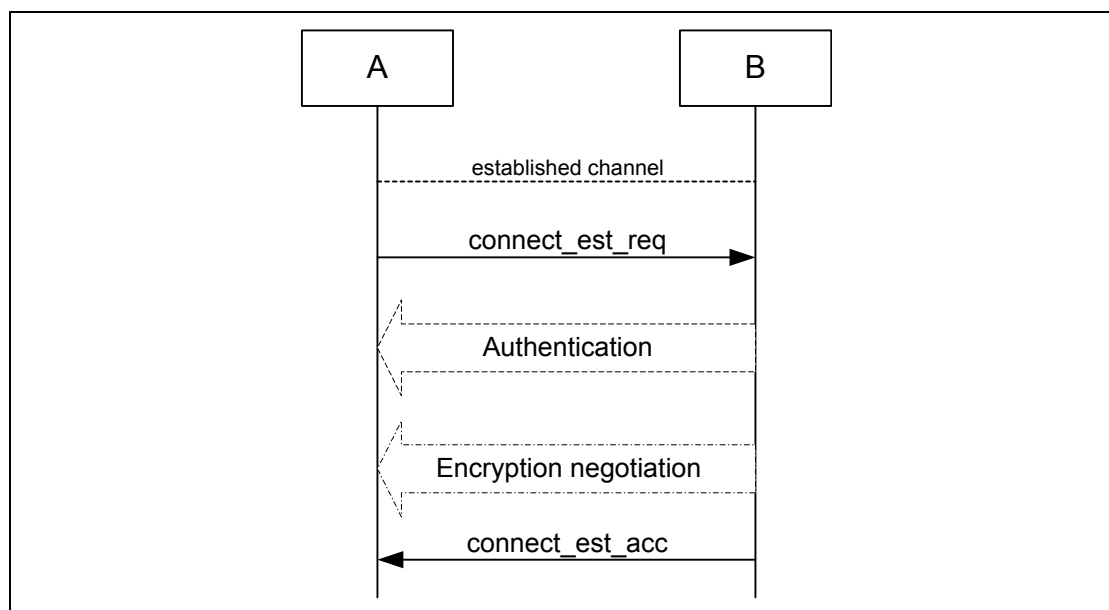 A
B
established channel
connect_est_req
Authentication
Encryption negotiation
connect_est_acc